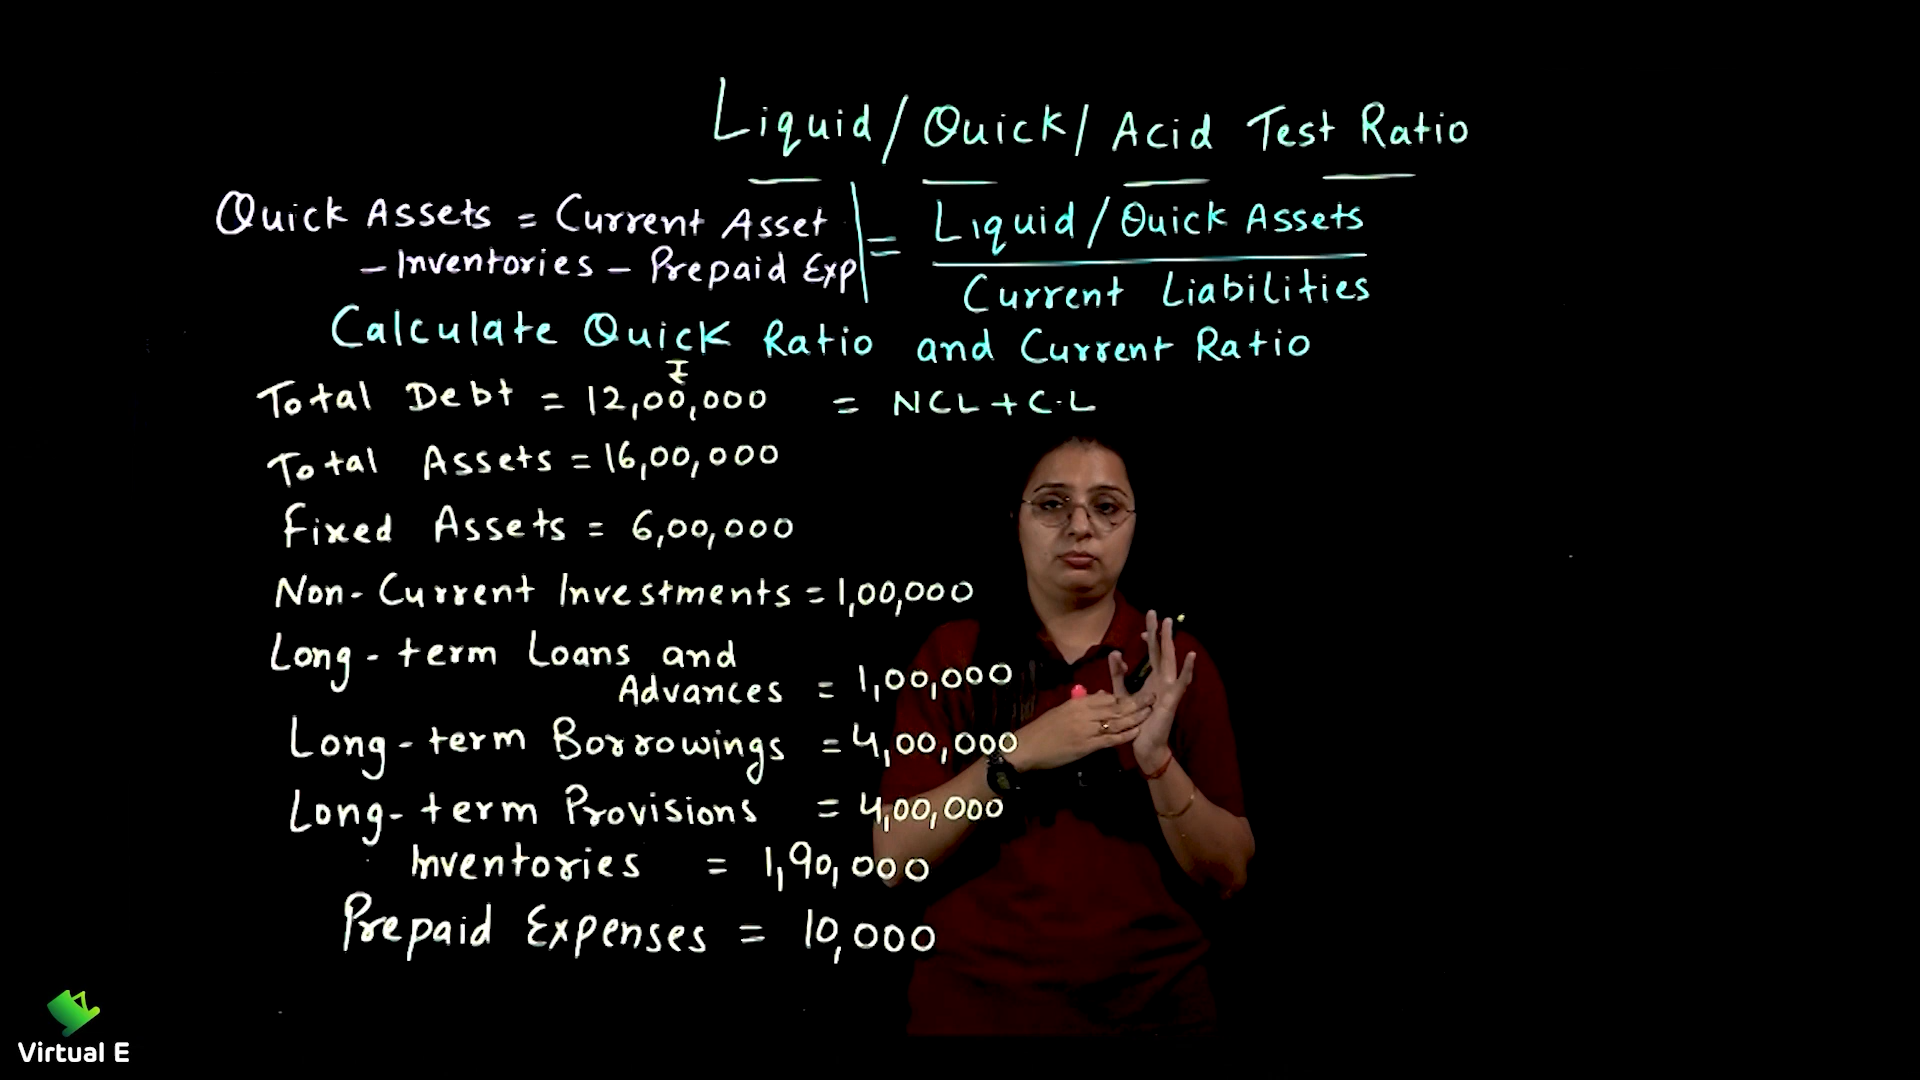 Liquid/Quick/Acid Test Ratio
Quick Assets = Current Asset
- Inventories - Prepaid Exp
= Liquid/Quick Assets
Current Liabilities
Calculate Quick Ratio and Current Ratio
₹
Total Debt = 12,00,000 = NCL + C.L
Total Assets = 16,00,000
Fixed Assets = 6,00,000
Non-Current Investments = 1,00,000
Long-term Loans and
Advances = 1,00,000
Long-term Borrowings = 4,00,000
Long-term Provisions = 4,00,000
Inventories = 1,90,000
Prepaid Expenses = 10,000
Virtual E